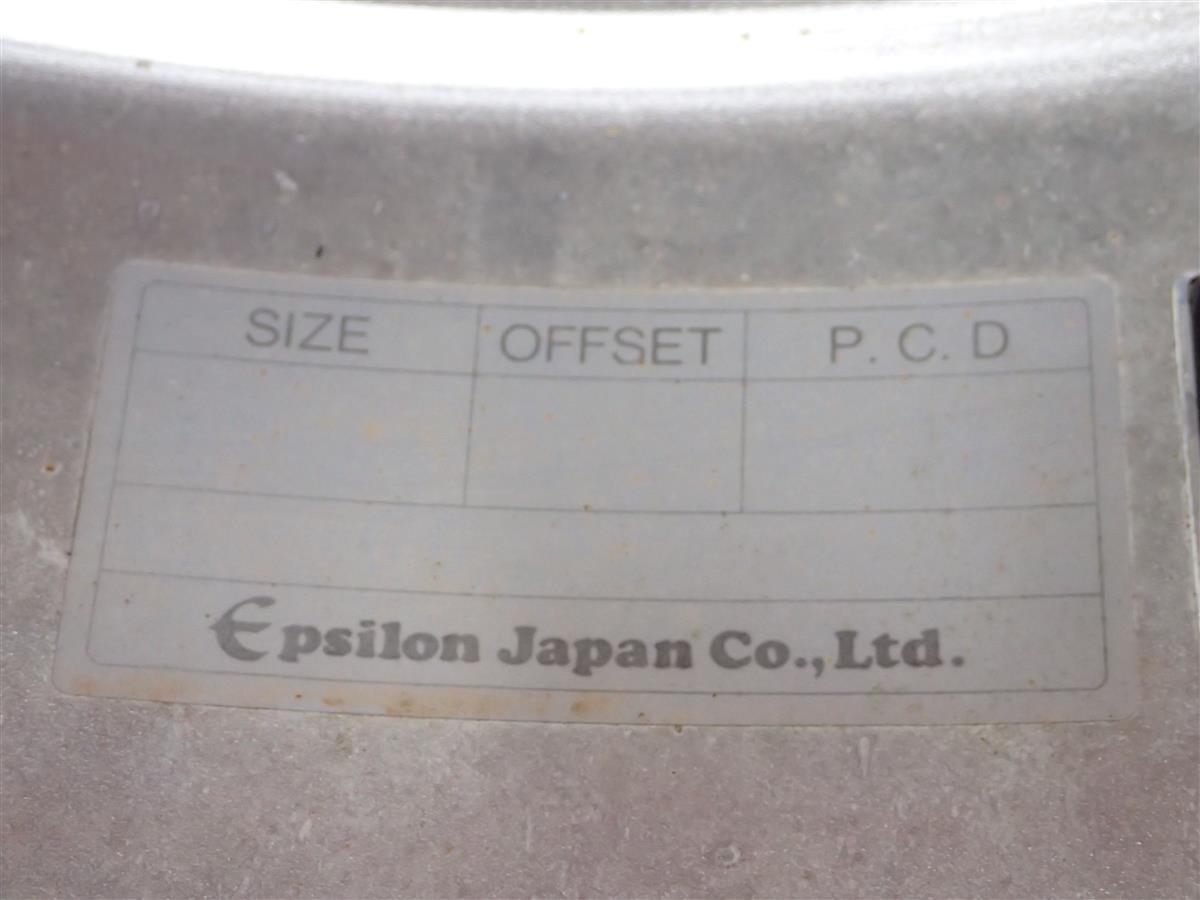 SIZE OFFSET P. C. D
Epsilon Japan Co., Ltd.